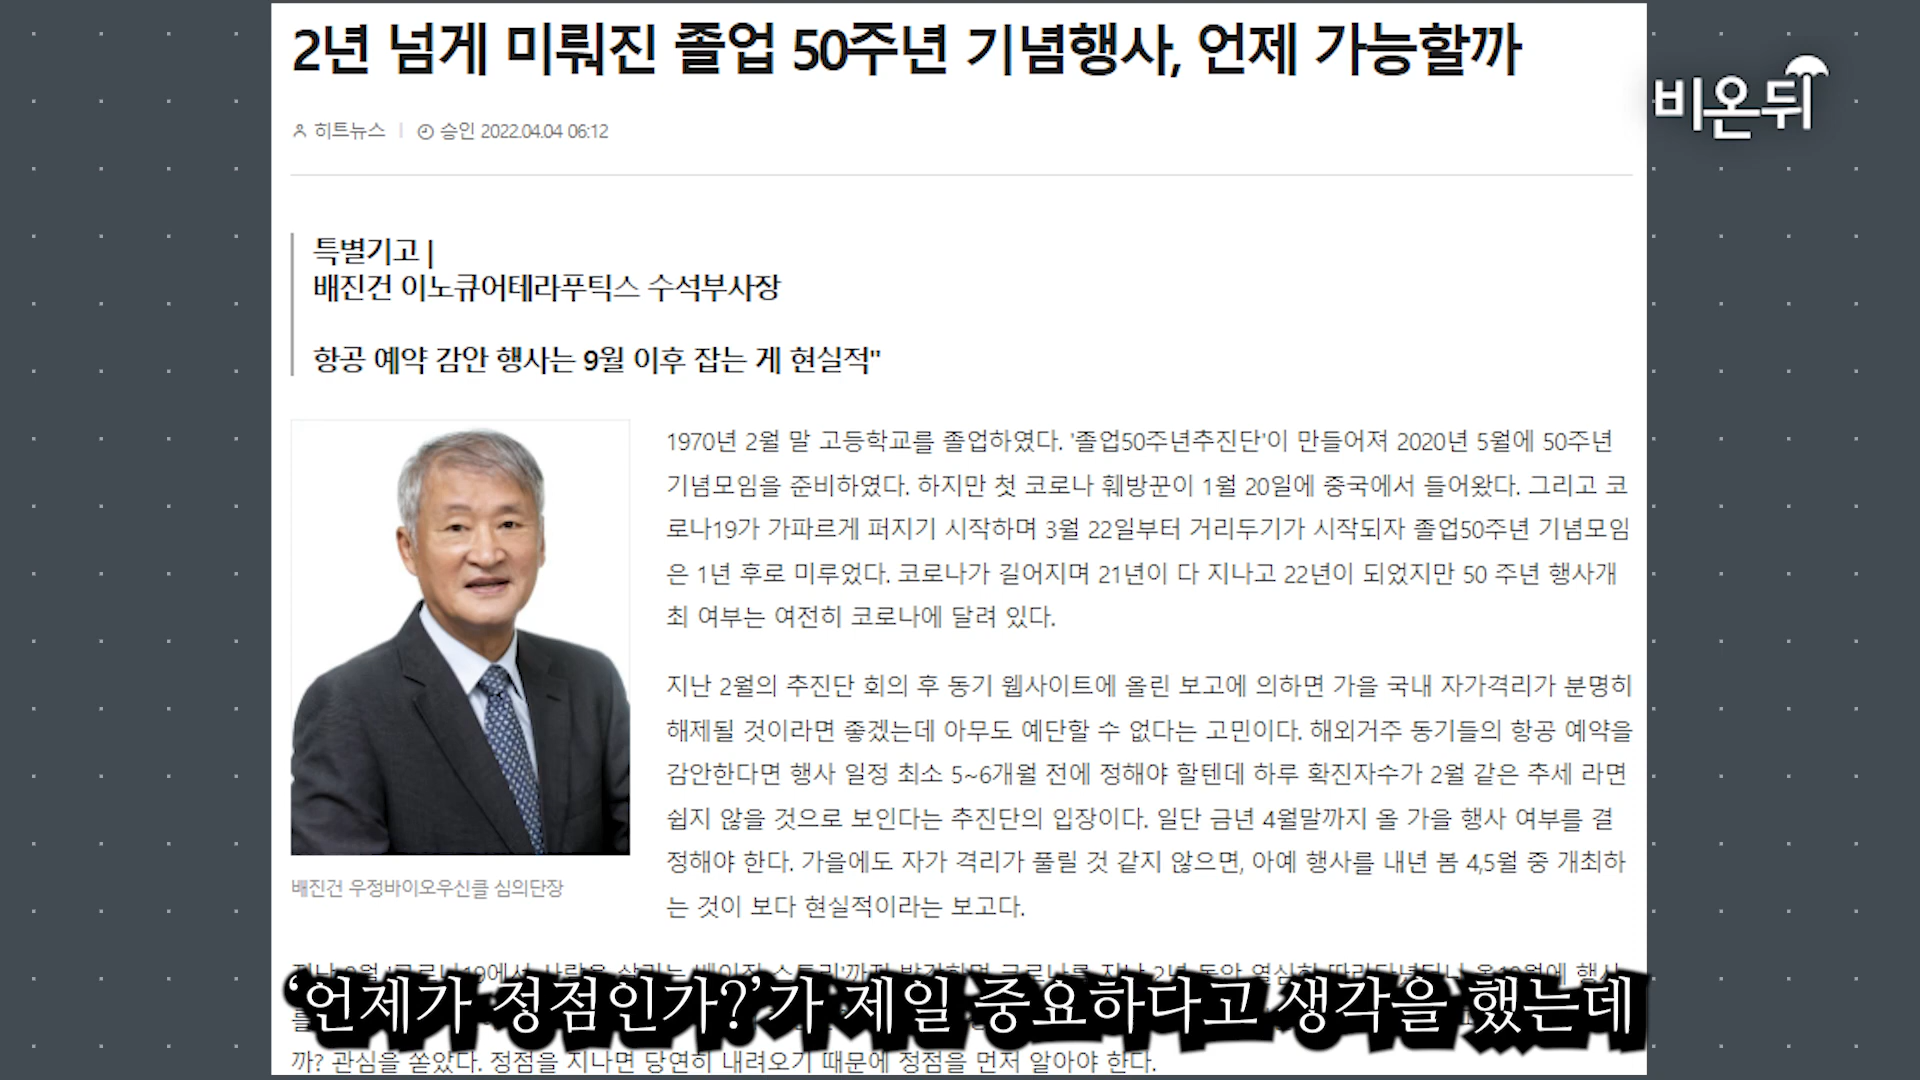 2년 넘게 미뤄진 졸업 50주년 기념행사, 언제 가능할까
비온뒤
히트뉴스 | 승인 2022.04.04 06:12
특별기고 |
배진건 이노큐어테라퓨틱스 수석부사장
항공 예약 감안 행사는 9월 이후 잡는 게 현실적"
1970년 2월 말 고등학교를 졸업하였다. '졸업50주년추진단'이 만들어져 2020년 5월에 50주년
기념모임을 준비하였다. 하지만 첫 코로나 훼방꾼이 1월 20일에 중국에서 들어왔다. 그리고 코
로나19가 가파르게 퍼지기 시작하며 3월 22일부터 거리두기가 시작되자 졸업50주년 기념모임
은 1년 후로 미루었다. 코로나가 길어지며 21년이 다 지나고 22년이 되었지만 50 주년 행사개
최 여부는 여전히 코로나에 달려 있다.
지난 2월의 추진단 회의 후 동기 웹사이트에 올린 보고에 의하면 가을 국내 자가격리가 분명히
해제될 것이라면 좋겠는데 아무도 예단할 수 없다는 고민이다. 해외거주 동기들의 항공 예약을
감안한다면 행사 일정 최소 5~6개월 전에 정해야 할텐데 하루 확진자수가 2월 같은 추세 라면
쉽지 않을 것으로 보인다는 추진단의 입장이다. 일단 금년 4월말까지 올 가을 행사 여부를 결
정해야 한다. 가을에도 자가 격리가 풀릴 것 같지 않으면, 아예 행사를 내년 봄 4,5월 중 개최하
는 것이 보다 현실적이라는 보고다.
배진건 우정바이오우신클 심의단장
'언제가 정점인가?'가 제일 중요하다고 생각을 했는데
까? 관심을 쏟았다. 정점을 지나면 당연히 내려오기 때문에 정점을 먼저 알아야 한다.